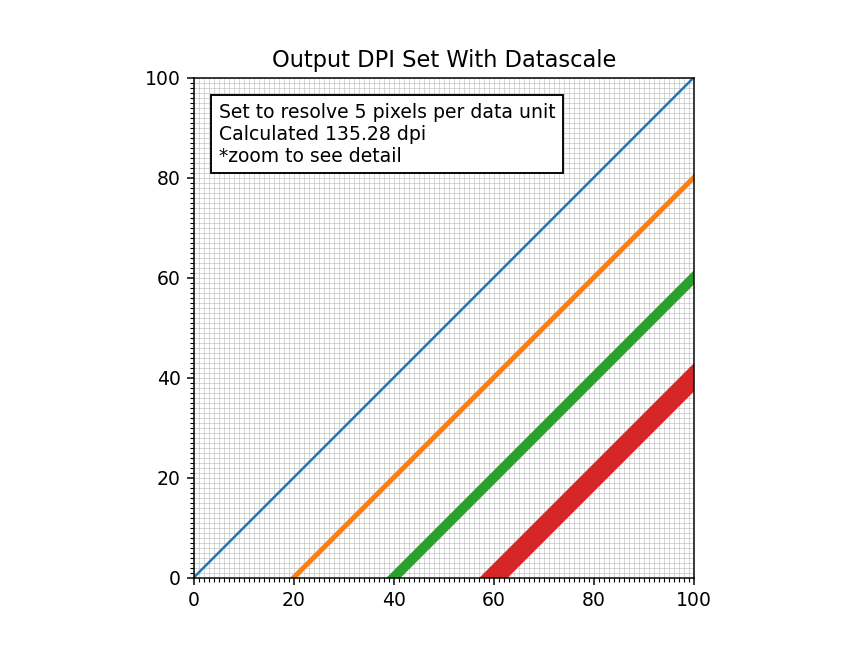 Output DPI Set With Datascale
100
Set to resolve 5 pixels per data unit
Calculated 135.28 dpi
*zoom to see detail
80
60
40
20
0
0 20 40 60 80 100